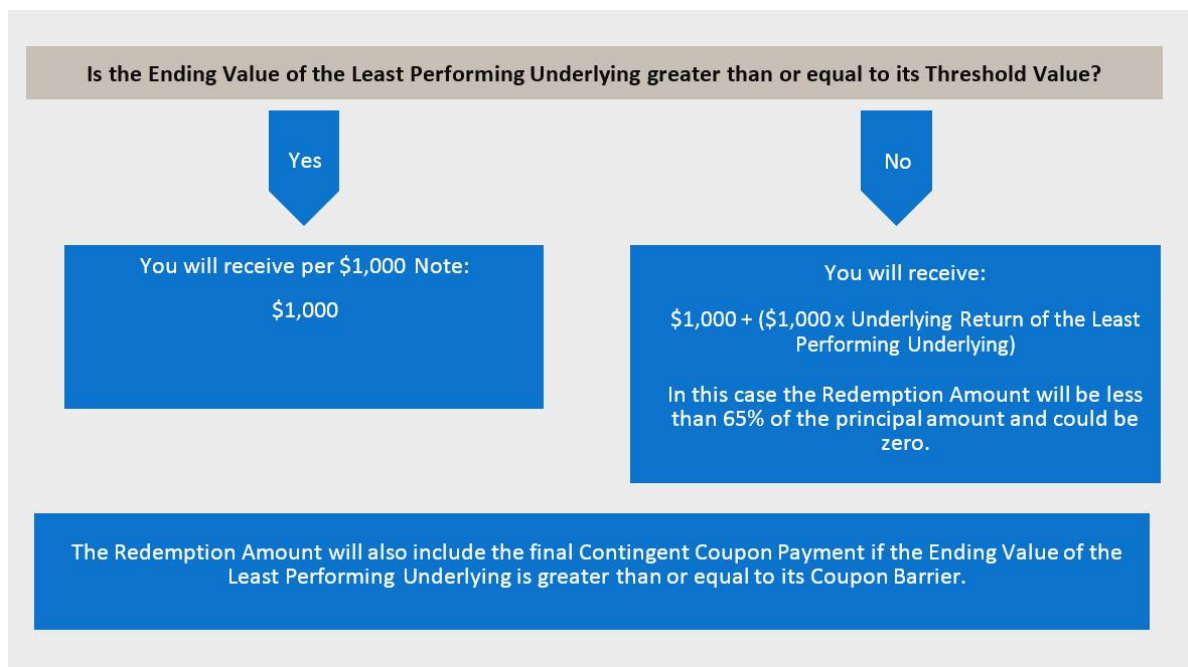 Is the Ending Value of the Least Performing Underlying greater than or equal to its Threshold Value?
Yes
No
You will receive per $1,000 Note:
$1,000
You will receive:
$1,000 + ($1,000 x Underlying Return of the Least
Performing Underlying)
In this case the Redemption Amount will be less
than 65% of the principal amount and could be
zero.
The Redemption Amount will also include the final Contingent Coupon Payment if the Ending Value of the
Least Performing Underlying is greater than or equal to its Coupon Barrier.